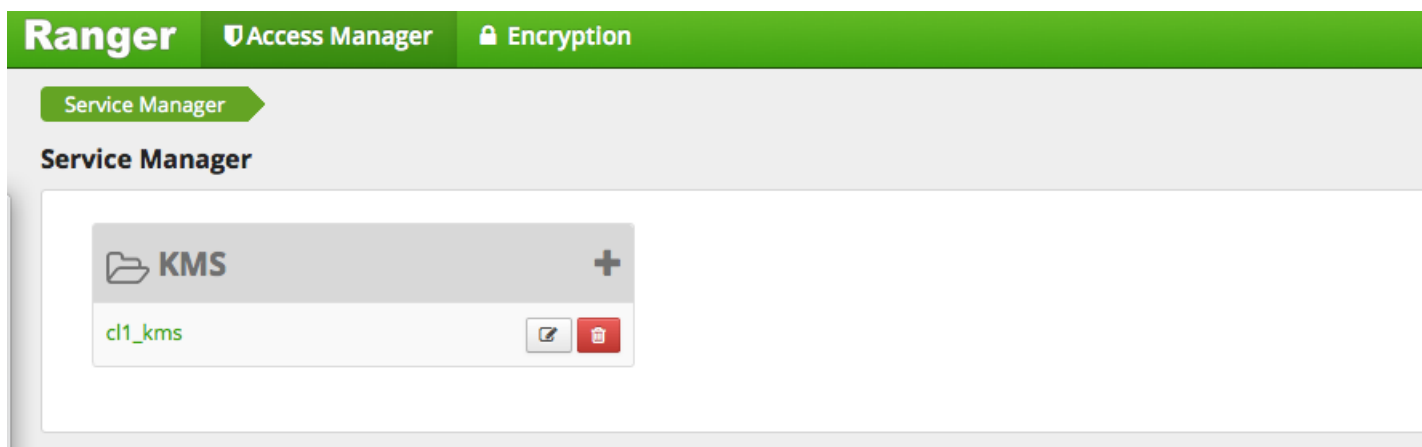 Ranger Access Manager Encryption
Service Manager
Service Manager
KMS
cl1_kms